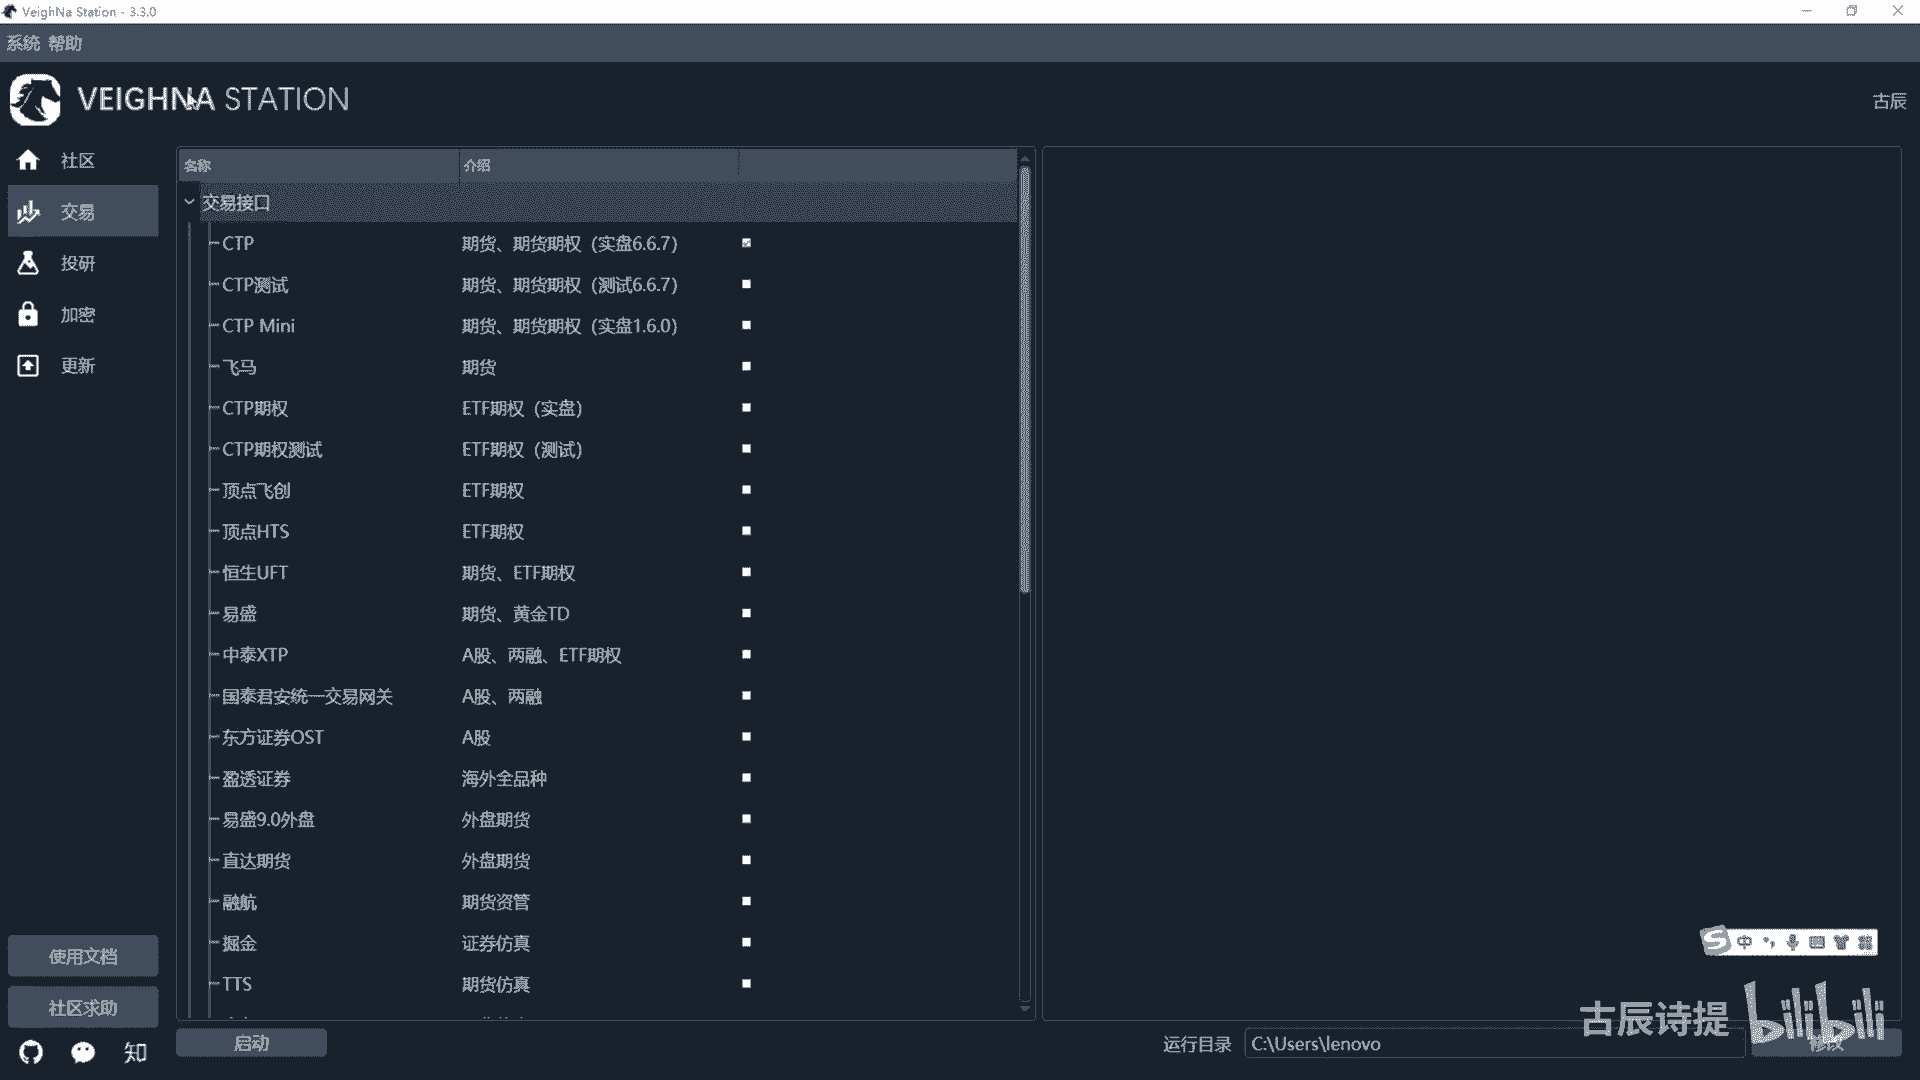 VeighNa Station - 3.3.0
系统 帮助
VEIGHNA STATION
古辰
社区
交易
投研
加密
更新
名称 介绍
交易接口
CTP 期货、期货期权（实盘6.6.7）
CTP测试 期货、期货期权（测试6.6.7）
CTP Mini 期货、期货期权（实盘1.6.0）
飞马 期货
CTP期权 ETF期权（实盘）
CTP期权测试 ETF期权（测试）
顶点飞创 ETF期权
顶点HTS ETF期权
恒生UFT 期货、ETF期权
易盛 期货、黄金TD
中泰XTP A股、两融、ETF期权
国泰君安统一交易网关 A股、两融
东方证券OST A股
盈透证券 海外全品种
易盛9.0外盘 外盘期货
直达期货 外盘期货
融航 期货资管
掘金 证券仿真
TTS 期货仿真
使用文档
社区求助
知
启动
运行目录 C:\Users\lenovo
修改
中
古辰诗提 bilibili